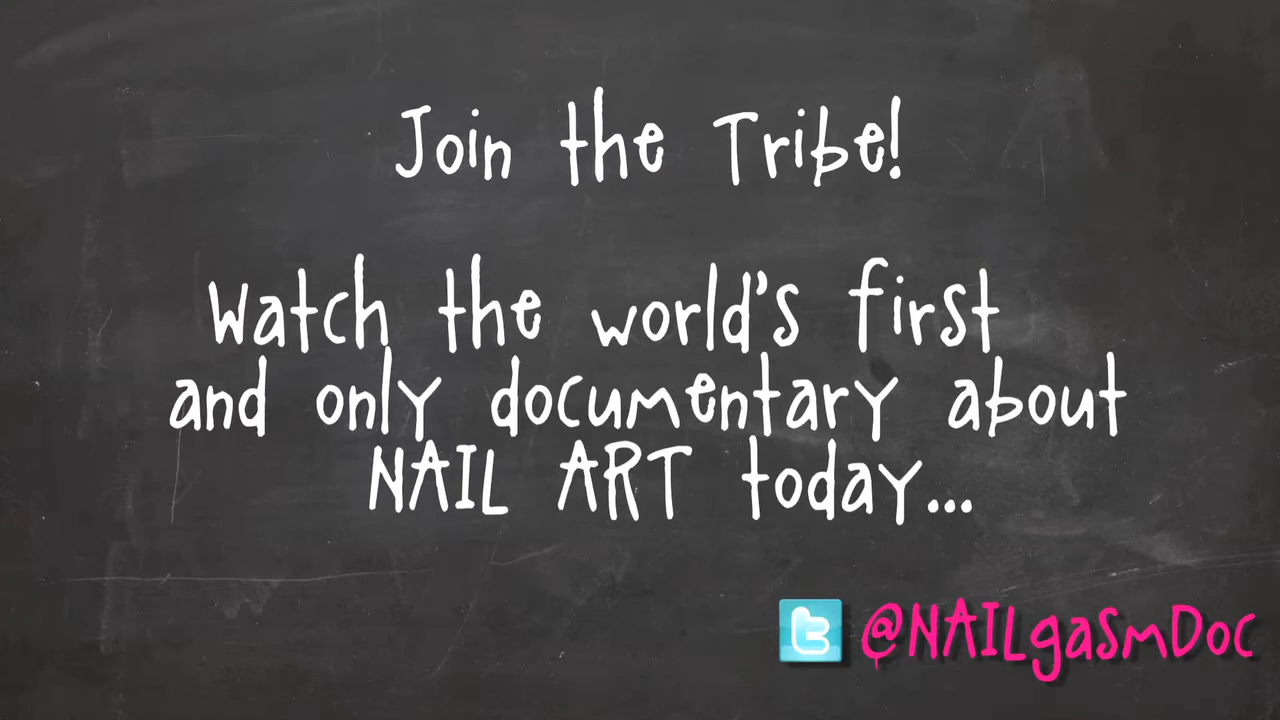 Join the Tribe!
Watch the world's first
and only documentary about
NAIL ART today...
@NAILgasmDoc